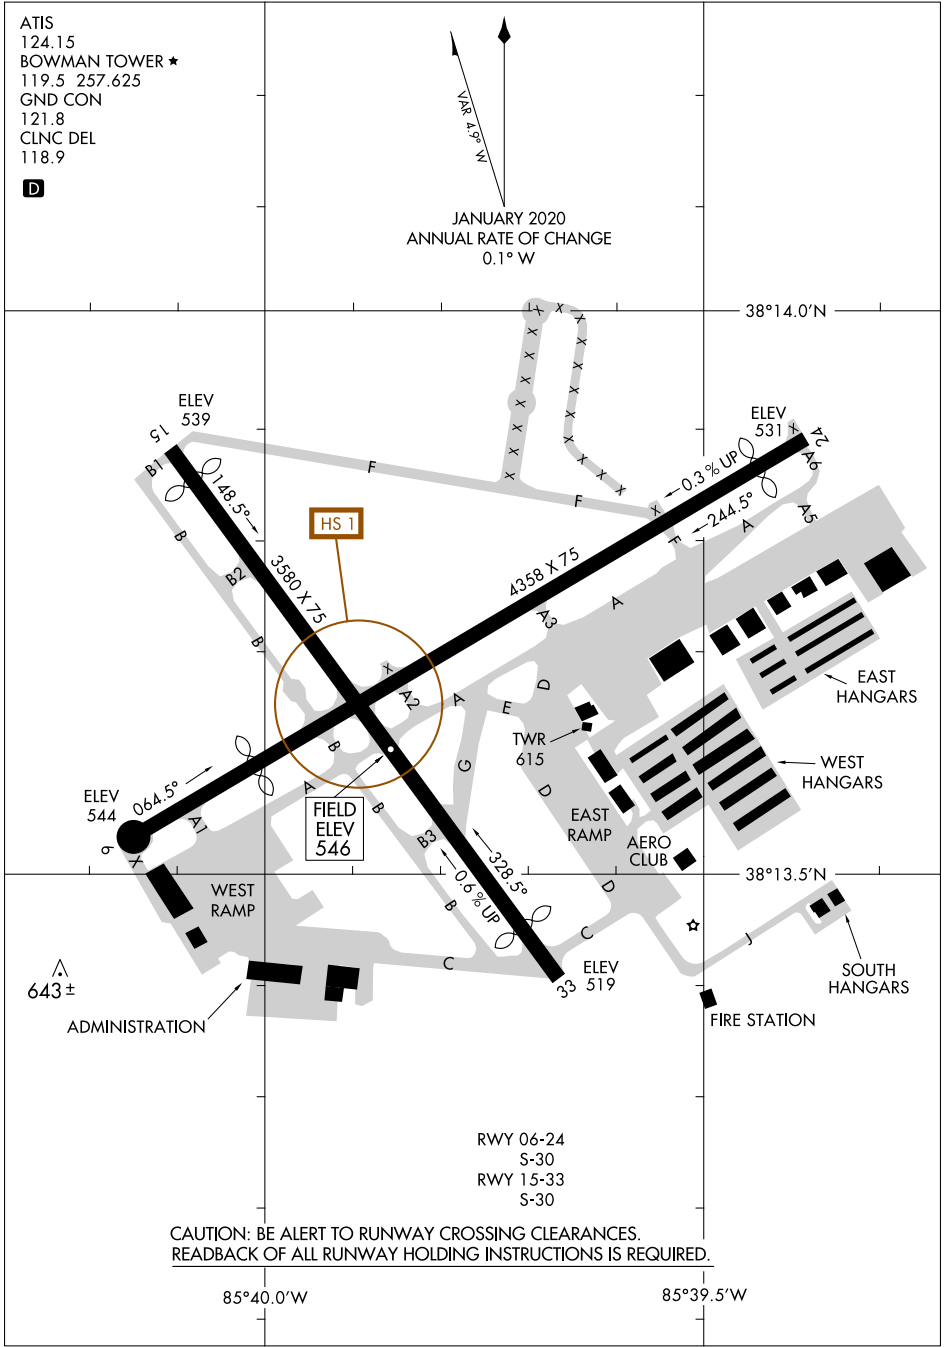 ATIS
124.15
BOWMAN TOWER ★
119.5 257.625
GND CON
121.8
CLNC DEL
118.9
D
VAR 4.9° W
JANUARY 2020
ANNUAL RATE OF CHANGE
0.1° W
38°14.0'N
X X X X X X X X
X X X X X X X X
X
ELEV
539
15
B1
148.5°
F
F
F
ELEV
531
X
24
A6
A5
0.3 % UP
244.5°
A
HS 1
B
B2
B
3580 X 75
4358 X 75
A3
A
X
A2
A
E
D
EAST
HANGARS
TWR
615
WEST
HANGARS
B
G
D
064.5°
ELEV
544
A
A1
FIELD
ELEV
546
B
B3
EAST
RAMP
AERO
CLUB
6
X
38°13.5'N
WEST
RAMP
328.5°
0.6 % UP
B
D
C
C
J
SOUTH
HANGARS
ELEV
519
33
643 ±
ADMINISTRATION
FIRE STATION
RWY 06-24
S-30
RWY 15-33
S-30
CAUTION: BE ALERT TO RUNWAY CROSSING CLEARANCES.
READBACK OF ALL RUNWAY HOLDING INSTRUCTIONS IS REQUIRED.
85°40.0'W
85°39.5'W